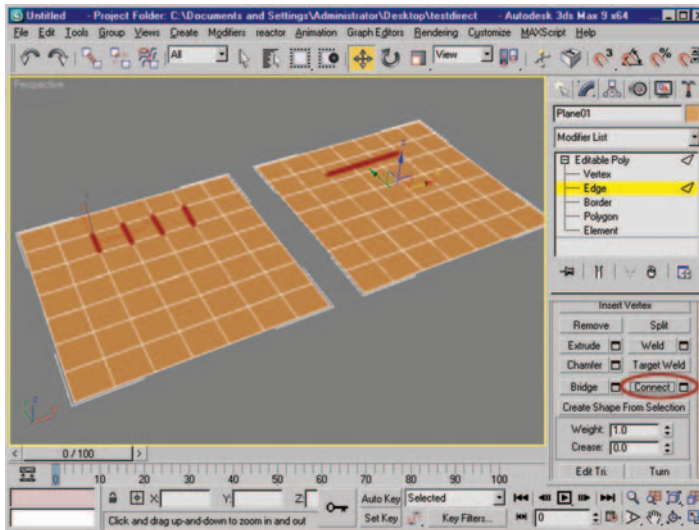 Untitled - Project Folder: C:\Documents and Settings\Administrator\Desktop\testdirect - Autodesk 3ds Max 9 x64 ...
File Edit Tools Group Views Create Modifiers reactor Animation Graph Editors Rendering Customize MAXScript Help
All View
Perspective
z
Plane01
Modifier List
Editable Poly
Vertex
Edge
Border
Polygon
Element
Insert Vertex
Remove Split
Extrude Weld
Chamfer Target Weld
Bridge Connect
Create Shape From Selection
Weight: 1.0
Crease: 0.0
Edit Tri. Turn
< 0 / 100 >
0 10 20 30 40 50 60 70 80 90 100
X: Y: Z:
Auto Key Selected
Set Key Key Filters...
0
Click and drag up-and-down to zoom in and out